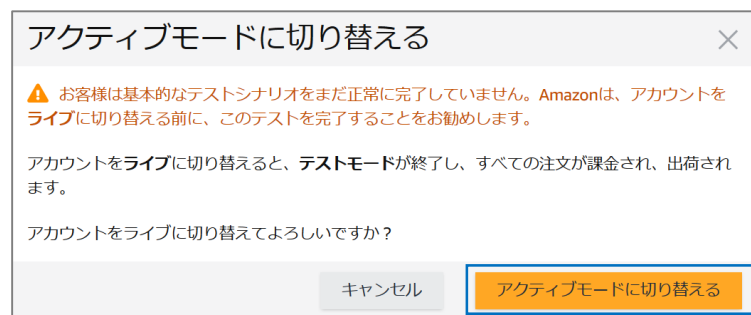 アクティブモードに切り替える
お客様は基本的なテストシナリオをまだ正常に完了していません。Amazonは、アカウントを
ライブに切り替える前に、このテストを完了することをお勧めします。
アカウントをライブに切り替えると、テストモードが終了し、すべての注文が課金され、出荷され
ます。
アカウントをライブに切り替えてよろしいですか？
キャンセル
アクティブモードに切り替える